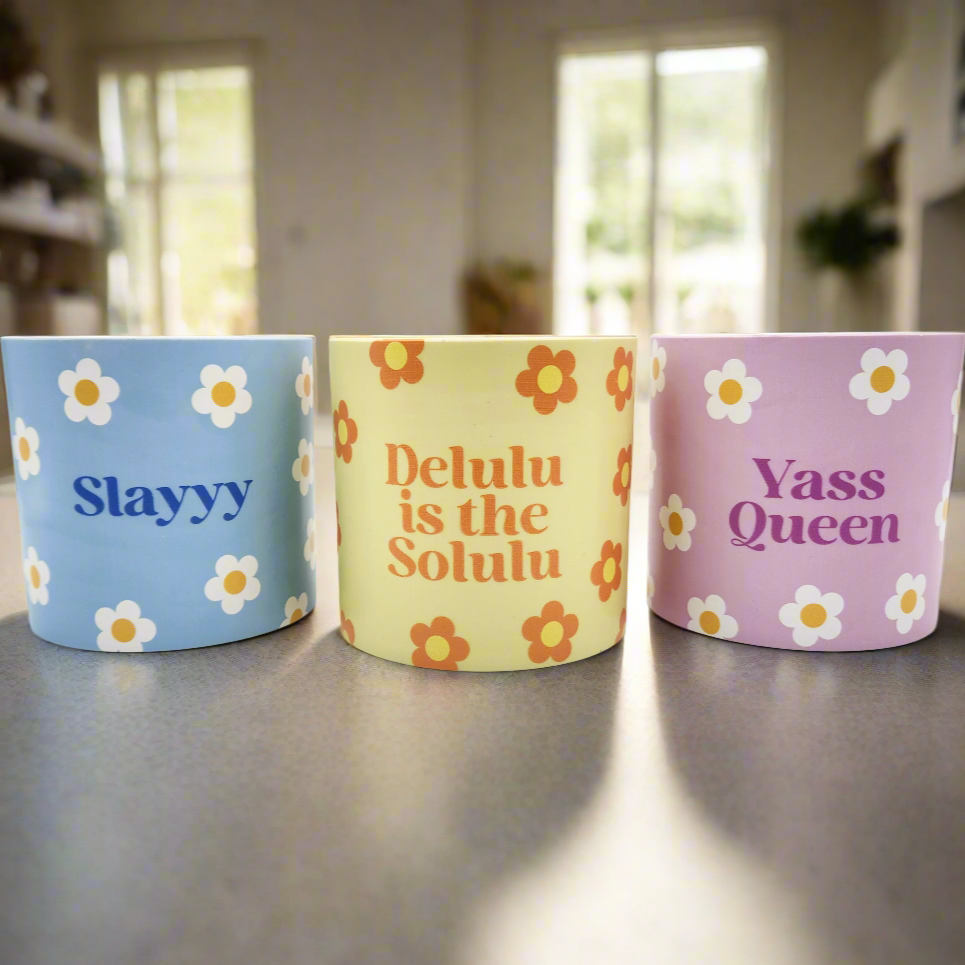 Slayyy
Delulu
is the
Solulu
Yass
Queen